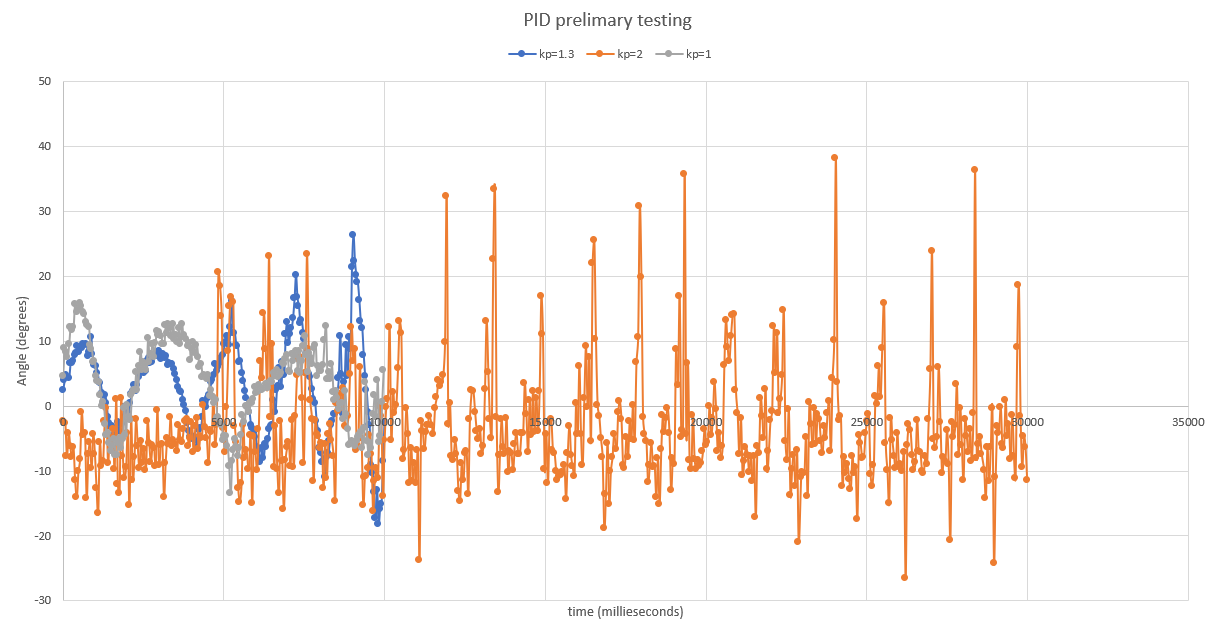 PID prelimary testing
kp=1.3 kp=2 kp=1
50
40
30
20
10
0
-10
-20
-30
0 5000 10000 15000 20000 25000 30000 35000
Angle (degrees)
time (millieseconds)